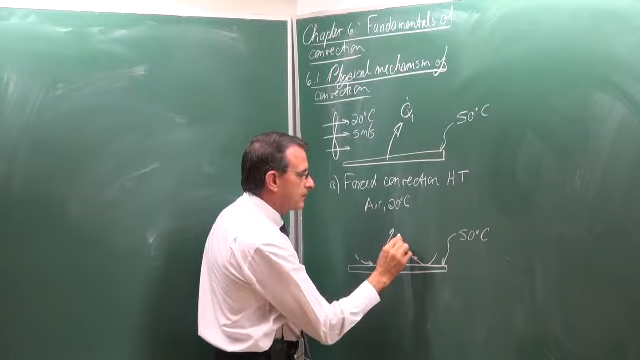 Chapter 6: Fundamentals of
convection
6.1 Physical mechanism of
convection
20°C
5m/s
Q̇₁
50°C
a) Forced convection HT
Air, 20°C
50°C